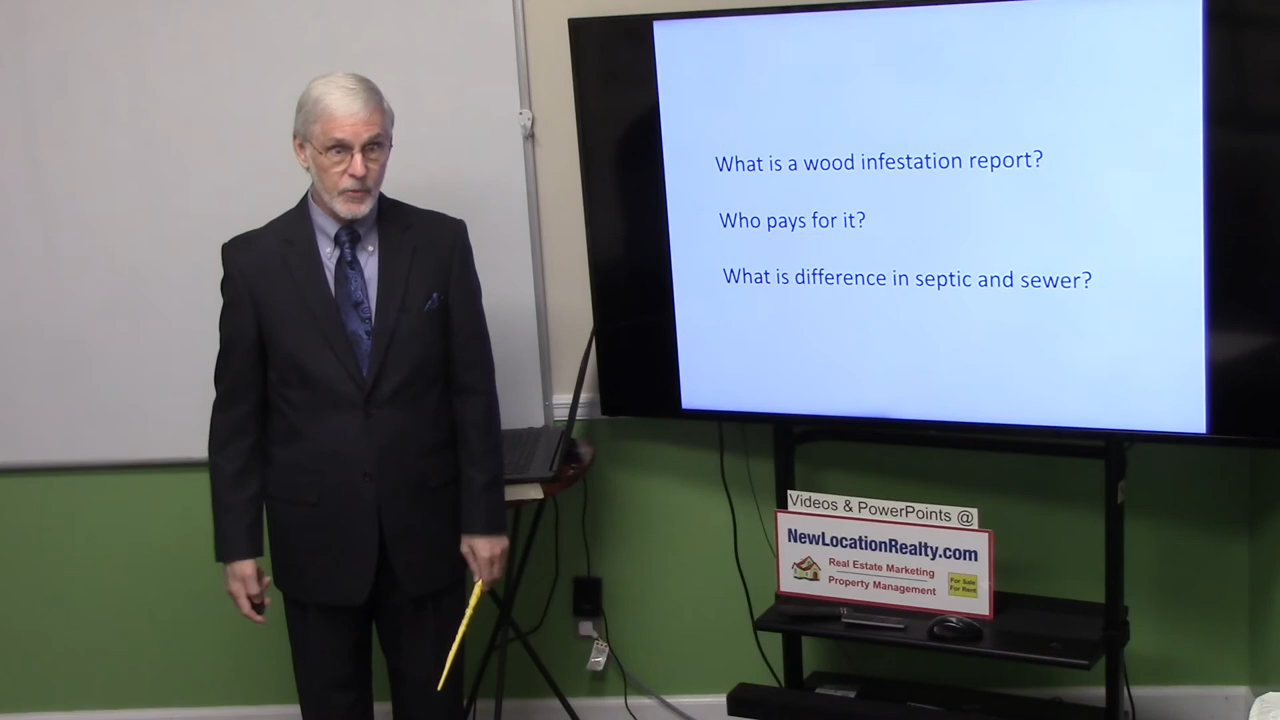 What is a wood infestation report?
Who pays for it?
What is difference in septic and sewer?
Videos & PowerPoints @
NewLocationRealty.com
Real Estate Marketing
Property Management
For Sale
For Rent